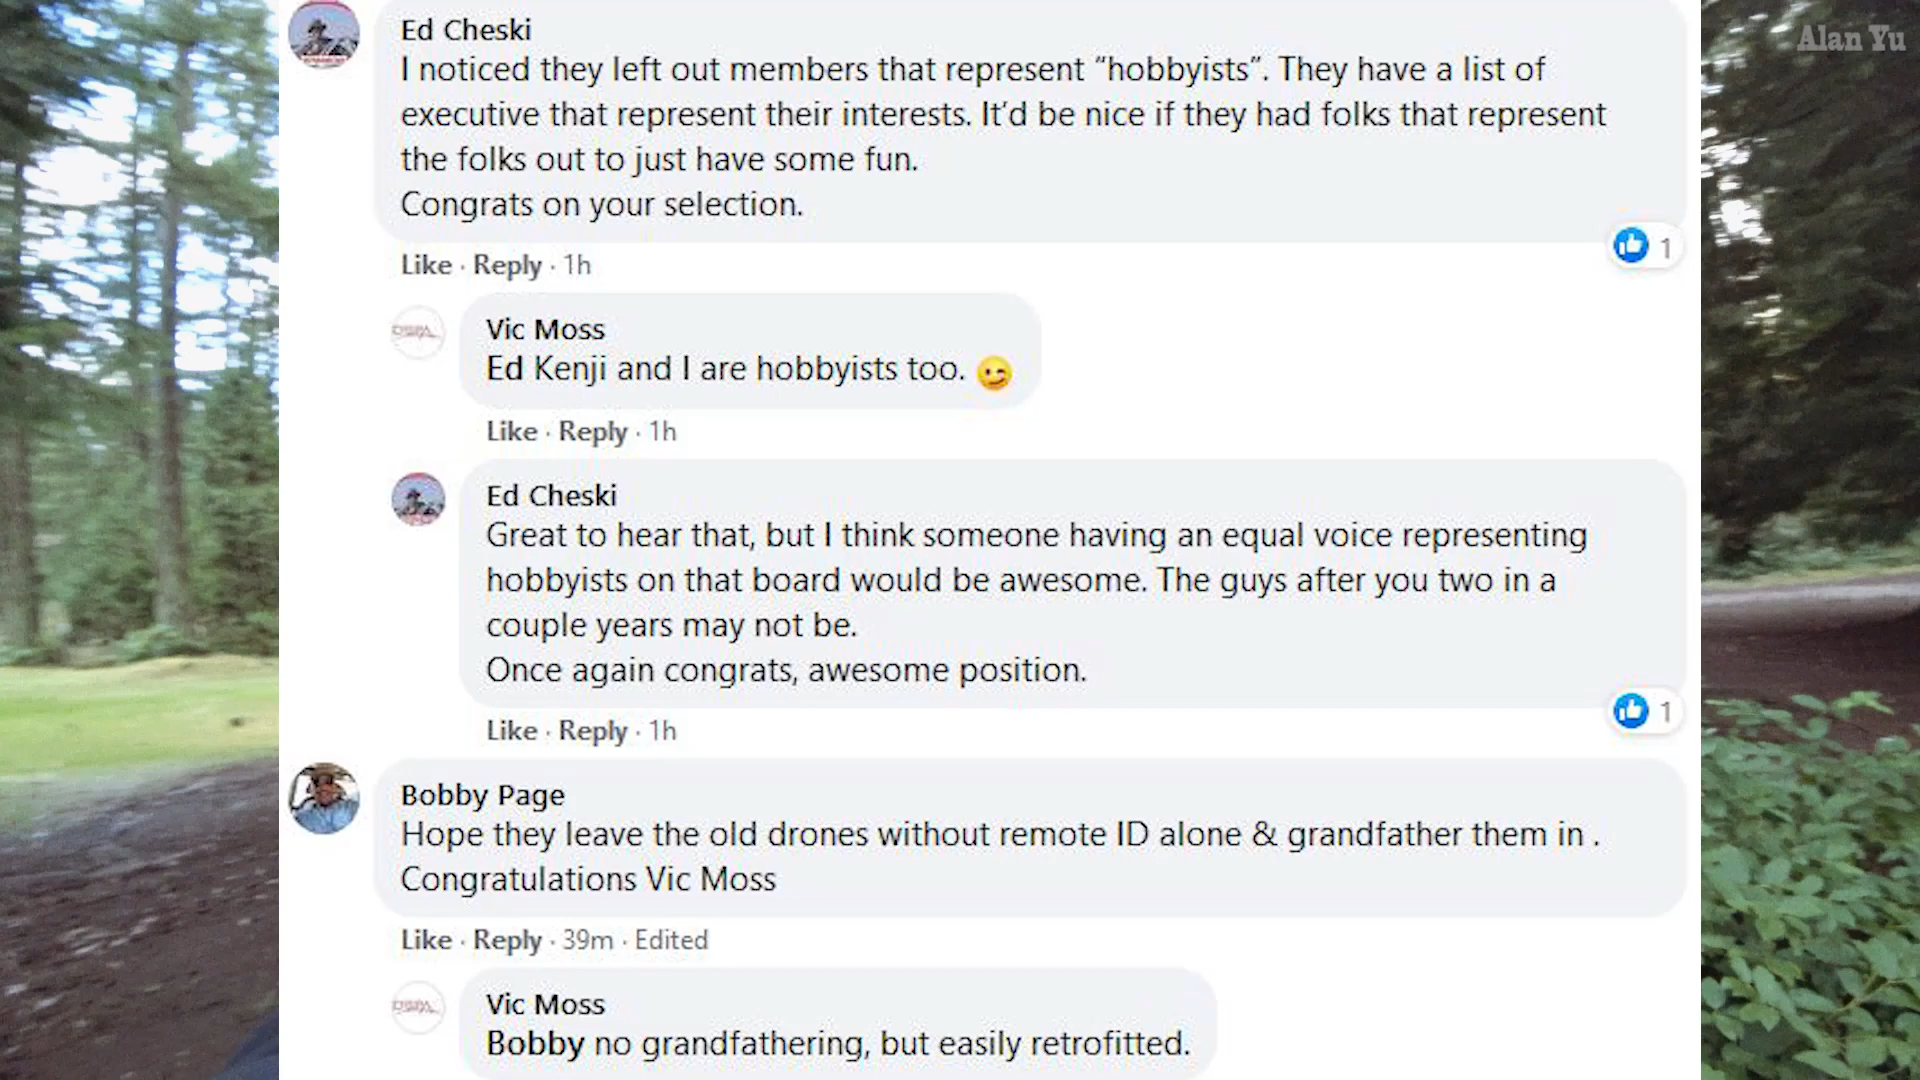 Alan Yu
Ed Cheski
I noticed they left out members that represent “hobbyists”. They have a list of
executive that represent their interests. It’d be nice if they had folks that represent
the folks out to just have some fun.
Congrats on your selection.
1
Like · Reply · 1h
Vic Moss
Ed Kenji and I are hobbyists too. 😉
Like · Reply · 1h
Ed Cheski
Great to hear that, but I think someone having an equal voice representing
hobbyists on that board would be awesome. The guys after you two in a
couple years may not be.
Once again congrats, awesome position.
1
Like · Reply · 1h
Bobby Page
Hope they leave the old drones without remote ID alone & grandfather them in .
Congratulations Vic Moss
Like · Reply · 39m · Edited
Vic Moss
Bobby no grandfathering, but easily retrofitted.